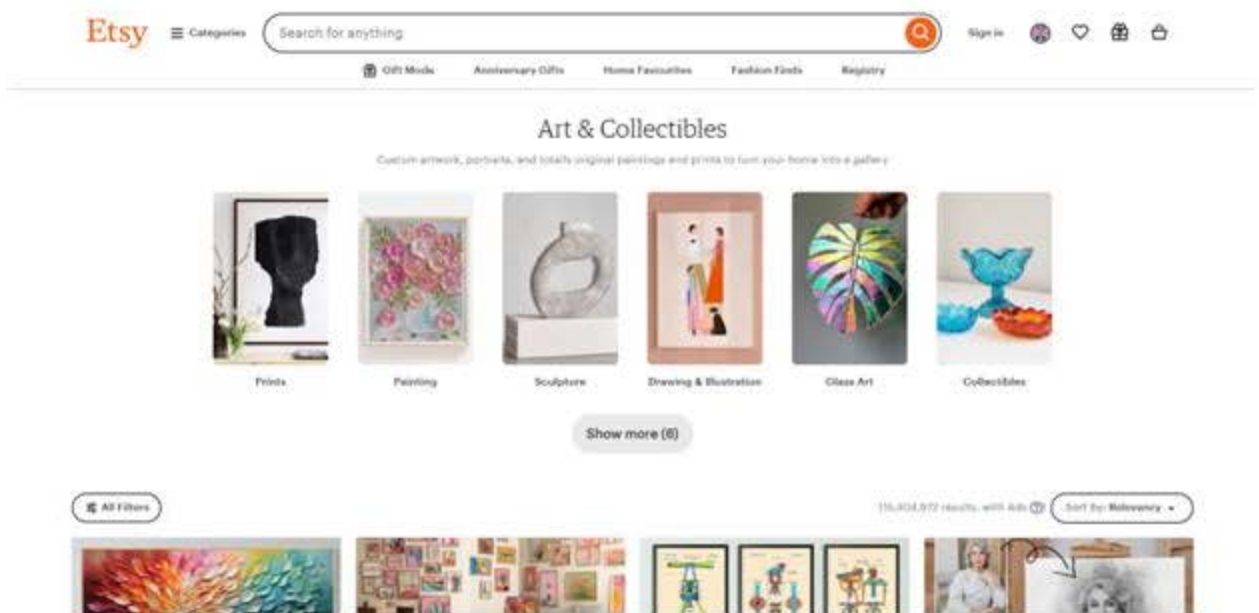 Etsy
Categories
Search for anything
Sign in
Gift Mode
Anniversary Gifts
Home Favourites
Fashion Finds
Registry
Art & Collectibles
Custom artwork, portraits, and totally original paintings and prints to turn your home into a gallery
Prints
Painting
Sculpture
Drawing & Illustration
Glass Art
Collectibles
Show more (6)
All Filters
results, with Ads
Sort by: Relevancy